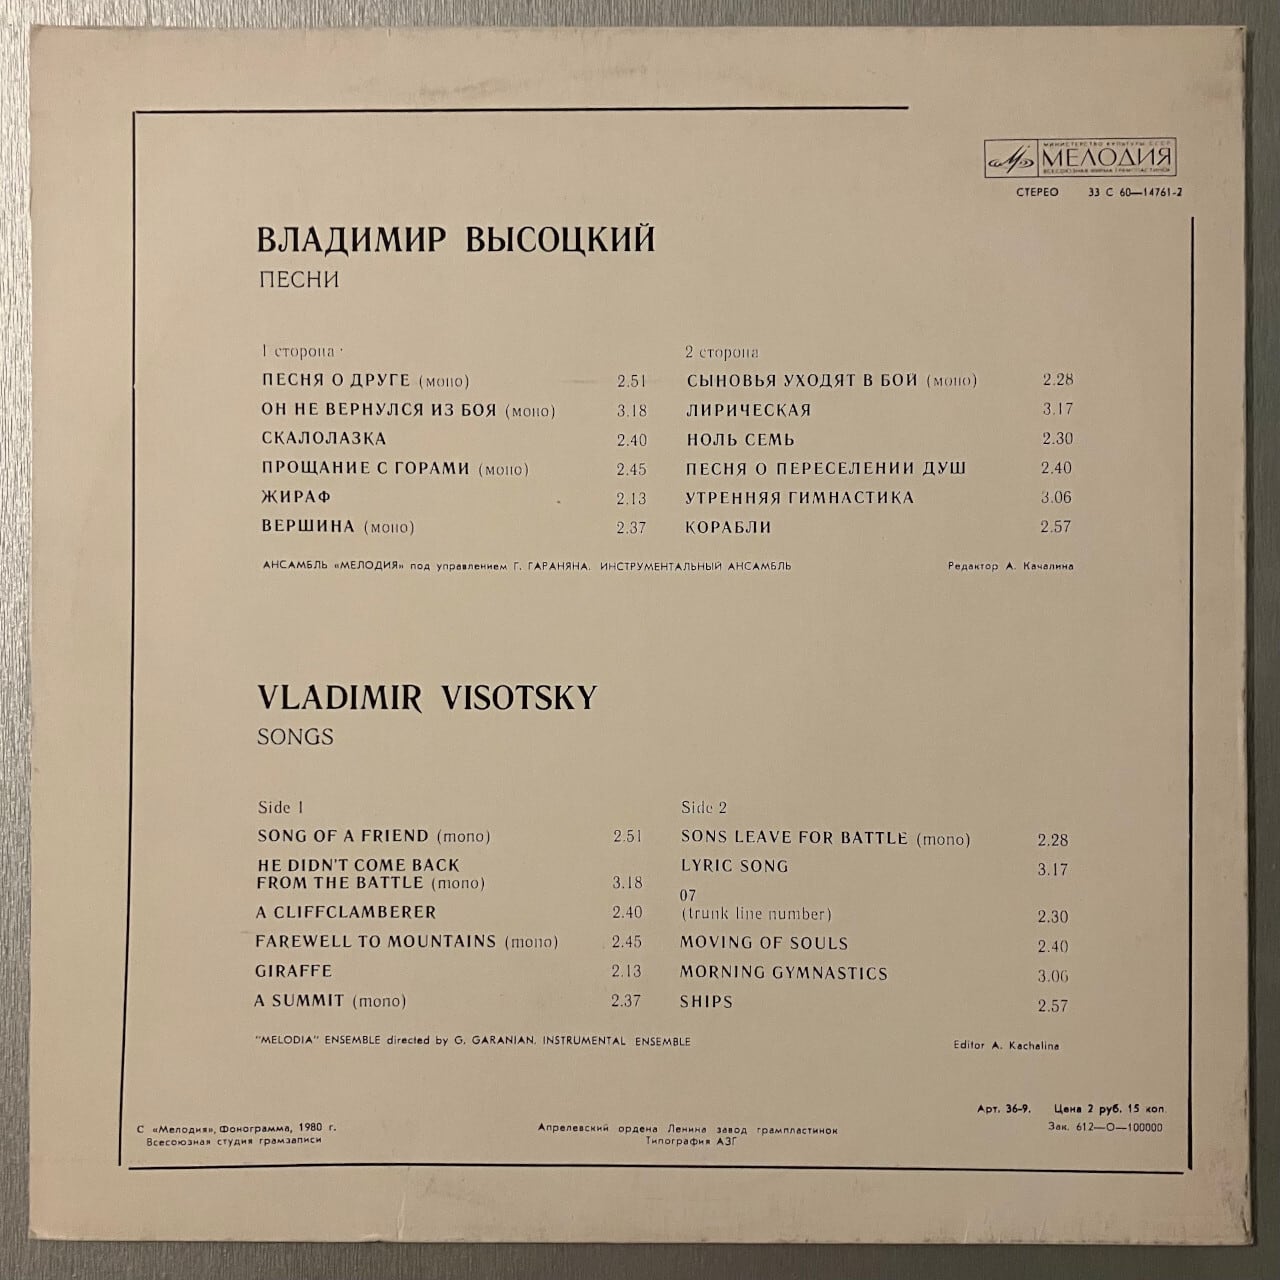 МИНИСТЕРСТВО КУЛЬТУРЫ СССР
МЕЛОДИЯ
ВСЕСОЮЗНАЯ ФИРМА ГРАМПЛАСТИНОК
СТЕРЕО 33 С 60—14761-2
ВЛАДИМИР ВЫСОЦКИЙ
ПЕСНИ
1 сторона
ПЕСНЯ О ДРУГЕ (моно) 2.51
ОН НЕ ВЕРНУЛСЯ ИЗ БОЯ (моно) 3.18
СКАЛОЛАЗКА 2.40
ПРОЩАНИЕ С ГОРАМИ (моно) 2.45
ЖИРАФ 2.13
ВЕРШИНА (моно) 2.37
2 сторона
СЫНОВЬЯ УХОДЯТ В БОЙ (моно) 2.28
ЛИРИЧЕСКАЯ 3.17
НОЛЬ СЕМЬ 2.30
ПЕСНЯ О ПЕРЕСЕЛЕНИИ ДУШ 2.40
УТРЕННЯЯ ГИМНАСТИКА 3.06
КОРАБЛИ 2.57
АНСАМБЛЬ «МЕЛОДИЯ» под управлением Г. ГАРАНЯНА. ИНСТРУМЕНТАЛЬНЫЙ АНСАМБЛЬ
Редактор А. Качалина
VLADIMIR VISOTSKY
SONGS
Side 1
SONG OF A FRIEND (mono) 2.51
HE DIDN'T COME BACK
FROM THE BATTLE (mono) 3.18
A CLIFFCLAMBERER 2.40
FAREWELL TO MOUNTAINS (mono) 2.45
GIRAFFE 2.13
A SUMMIT (mono) 2.37
Side 2
SONS LEAVE FOR BATTLE (mono) 2.28
LYRIC SONG 3.17
07
(trunk line number) 2.30
MOVING OF SOULS 2.40
MORNING GYMNASTICS 3.06
SHIPS 2.57
"MELODIA" ENSEMBLE directed by G. GARANIAN. INSTRUMENTAL ENSEMBLE
Editor A. Kachalina
Арт. 36-9. Цена 2 руб. 15 коп.
Зак. 612—О—100000
С «Мелодия», Фонограмма, 1980 г.
Всесоюзная студия грамзаписи
Апрелевский ордена Ленина завод грампластинок
Типография АЗГ